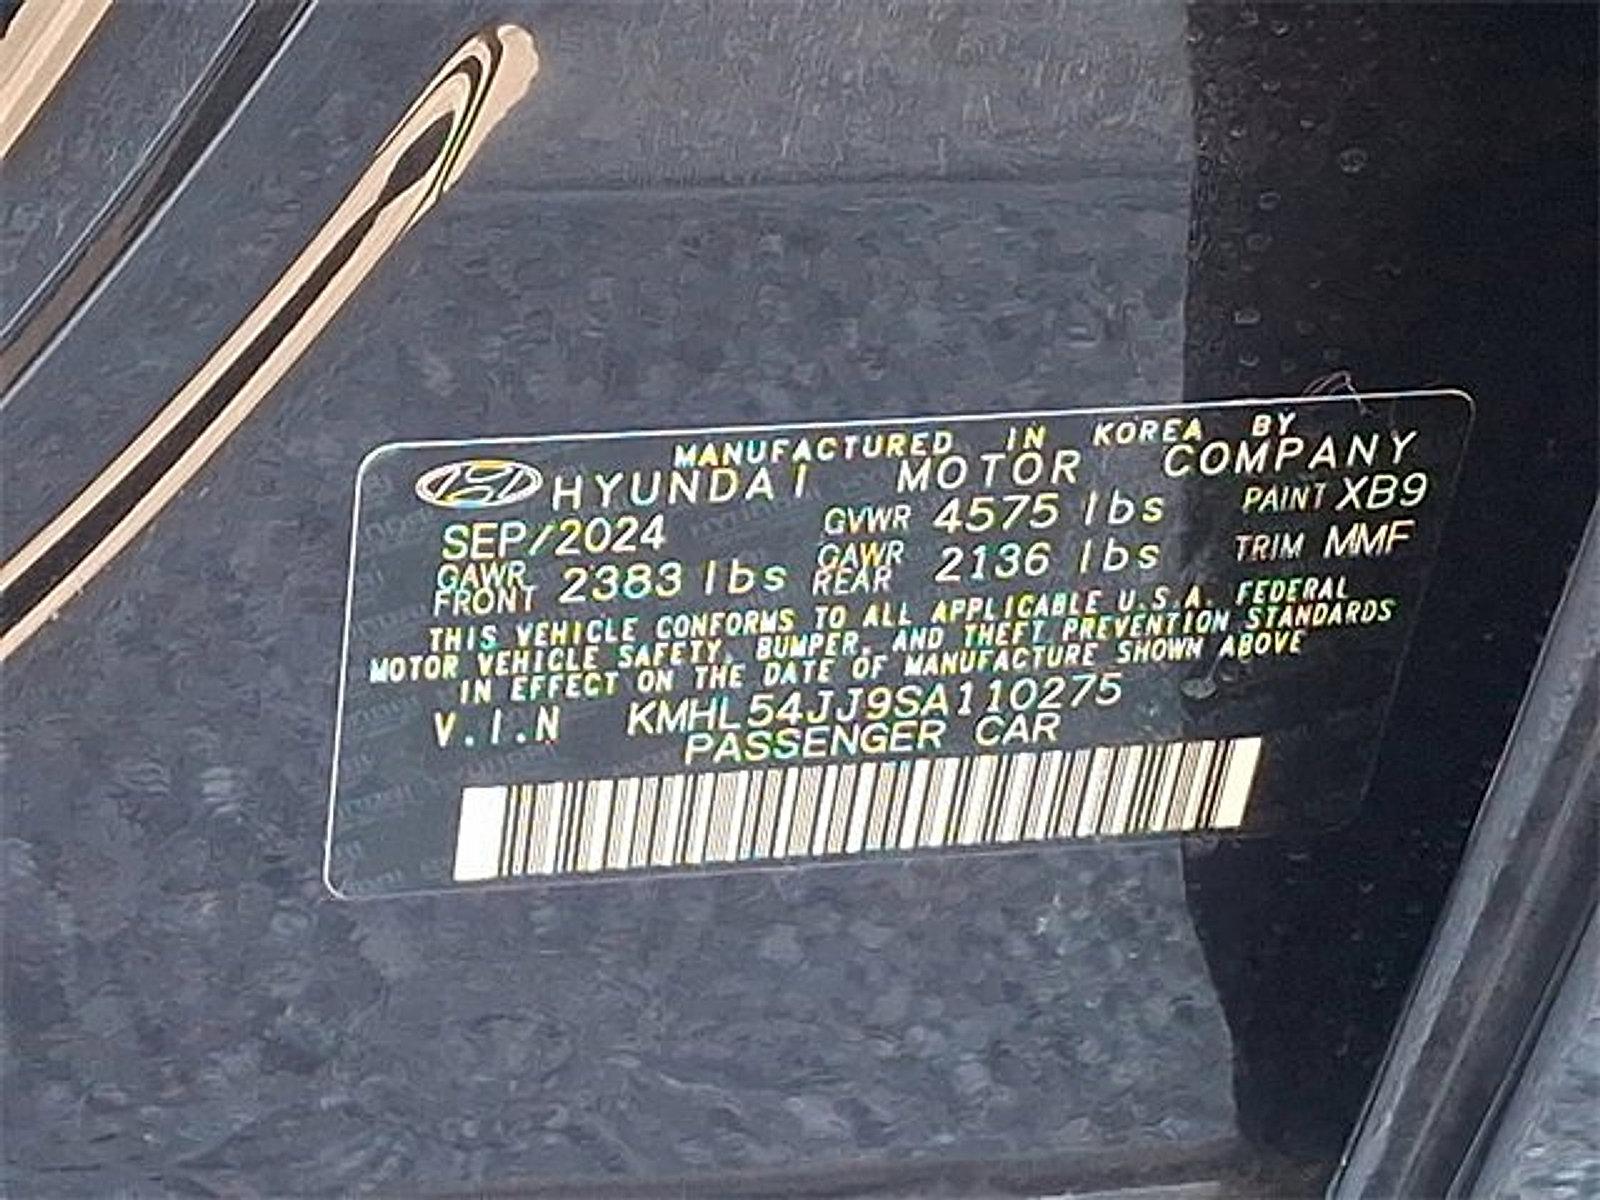 MANUFACTURED IN KOREA BY
HYUNDAI MOTOR COMPANY
SEP/2024 GVWR 4575 lbs PAINT XB9
GAWR FRONT 2383 lbs GAWR REAR 2136 lbs TRIM MMF
THIS VEHICLE CONFORMS TO ALL APPLICABLE U.S.A. FEDERAL
MOTOR VEHICLE SAFETY, BUMPER, AND THEFT PREVENTION STANDARDS
IN EFFECT ON THE DATE OF MANUFACTURE SHOWN ABOVE
V.I.N KMHL54JJ9SA110275
PASSENGER CAR